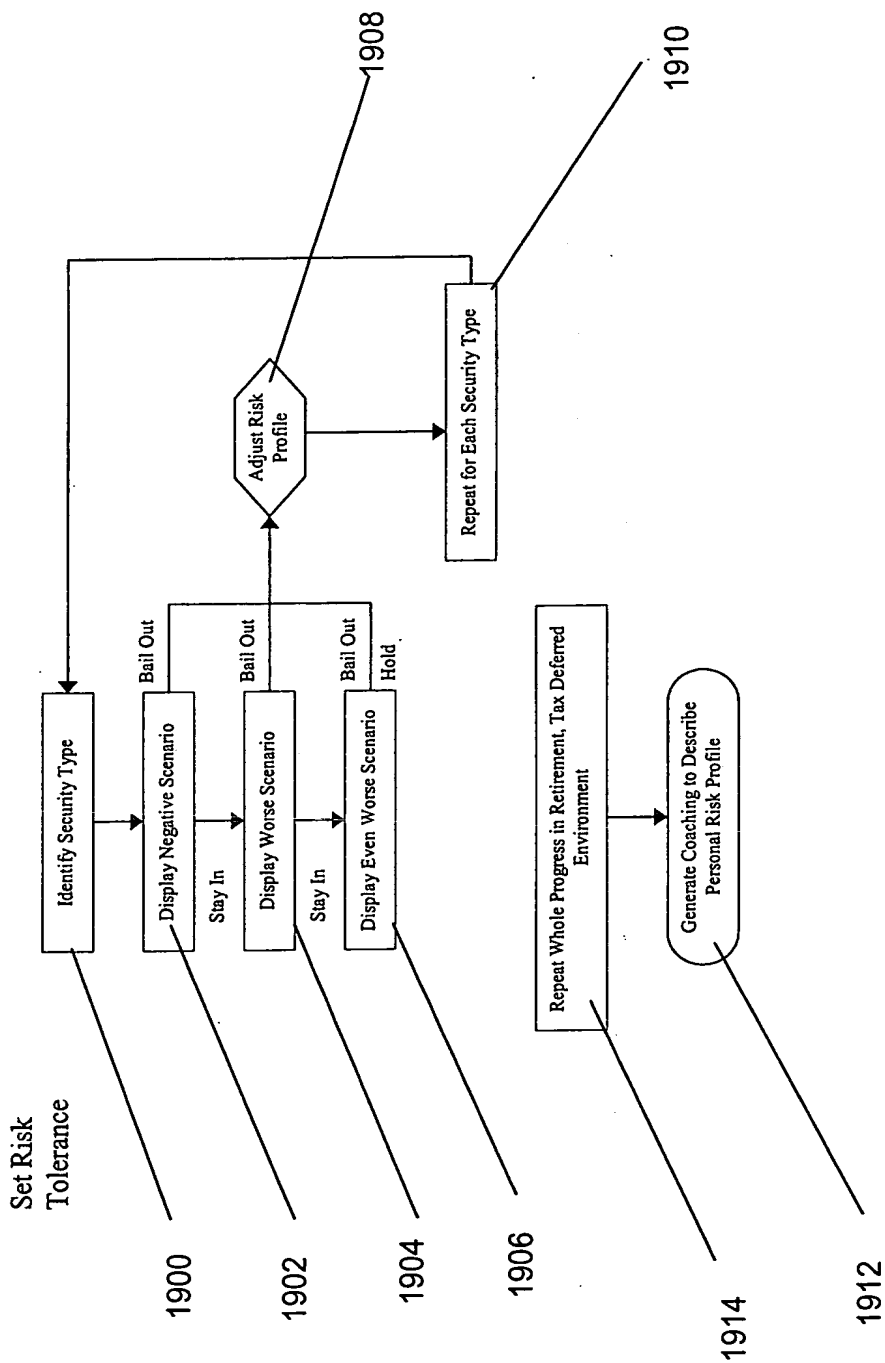 Set Risk
Tolerance
1900
Identify Security Type
1902
Display Negative Scenario
Bail Out
Stay In
1904
Display Worse Scenario
Bail Out
Stay In
1906
Display Even Worse Scenario
Bail Out
Hold
Adjust Risk
Profile
1908
Repeat for Each Security Type
1910
1914
Repeat Whole Progress in Retirement, Tax Deferred
Environment
1912
Generate Coaching to Describe
Personal Risk Profile